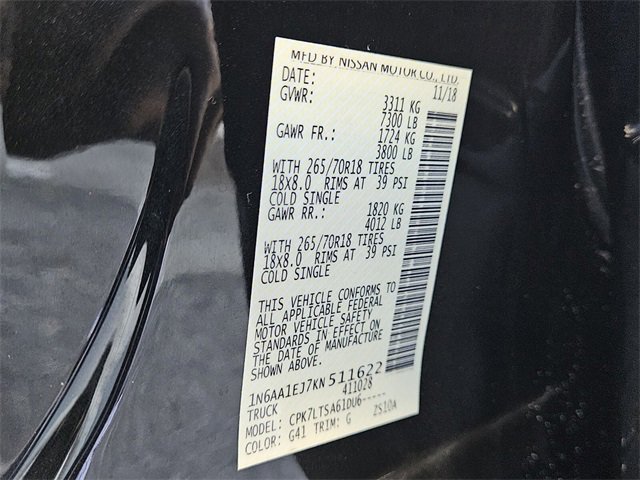 MFD BY NISSAN MOTOR CO., LTD.
DATE: 11/18
GVWR: 3311 KG
7300 LB
GAWR FR.: 1724 KG
3800 LB
WITH 265/70R18 TIRES
18X8.0 RIMS AT 39 PSI
COLD SINGLE
GAWR RR.: 1820 KG
4012 LB
WITH 265/70R18 TIRES
18X8.0 RIMS AT 39 PSI
COLD SINGLE
THIS VEHICLE CONFORMS TO
ALL APPLICABLE FEDERAL
MOTOR VEHICLE SAFETY
STANDARDS IN EFFECT ON
THE DATE OF MANUFACTURE
SHOWN ABOVE.
1N6AA1EJ7KN511622
TRUCK 411028
MODEL: CPK7LTSA61DU6-----
COLOR: G41 TRIM: G ZS10A